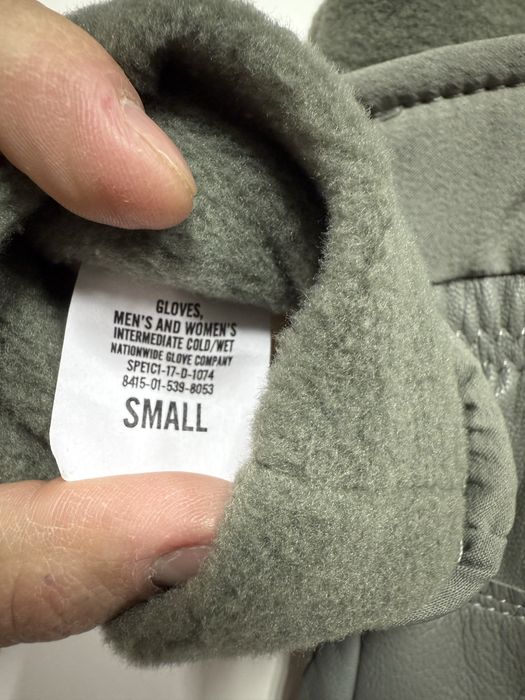 GLOVES,
MEN'S AND WOMEN'S
INTERMEDIATE COLD/WET
NATIONWIDE GLOVE COMPANY
SPE1C1-17-D-1074
8415-01-539-8053
SMALL